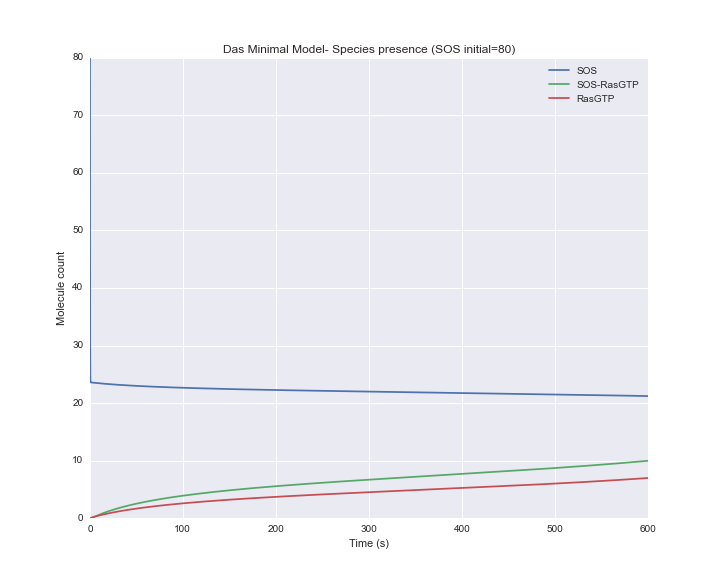 Das Minimal Model- Species presence (SOS initial=80)
80
70
60
50
40
30
20
10
0
Molecule count
SOS
SOS-RasGTP
RasGTP
0 100 200 300 400 500 600
Time (s)